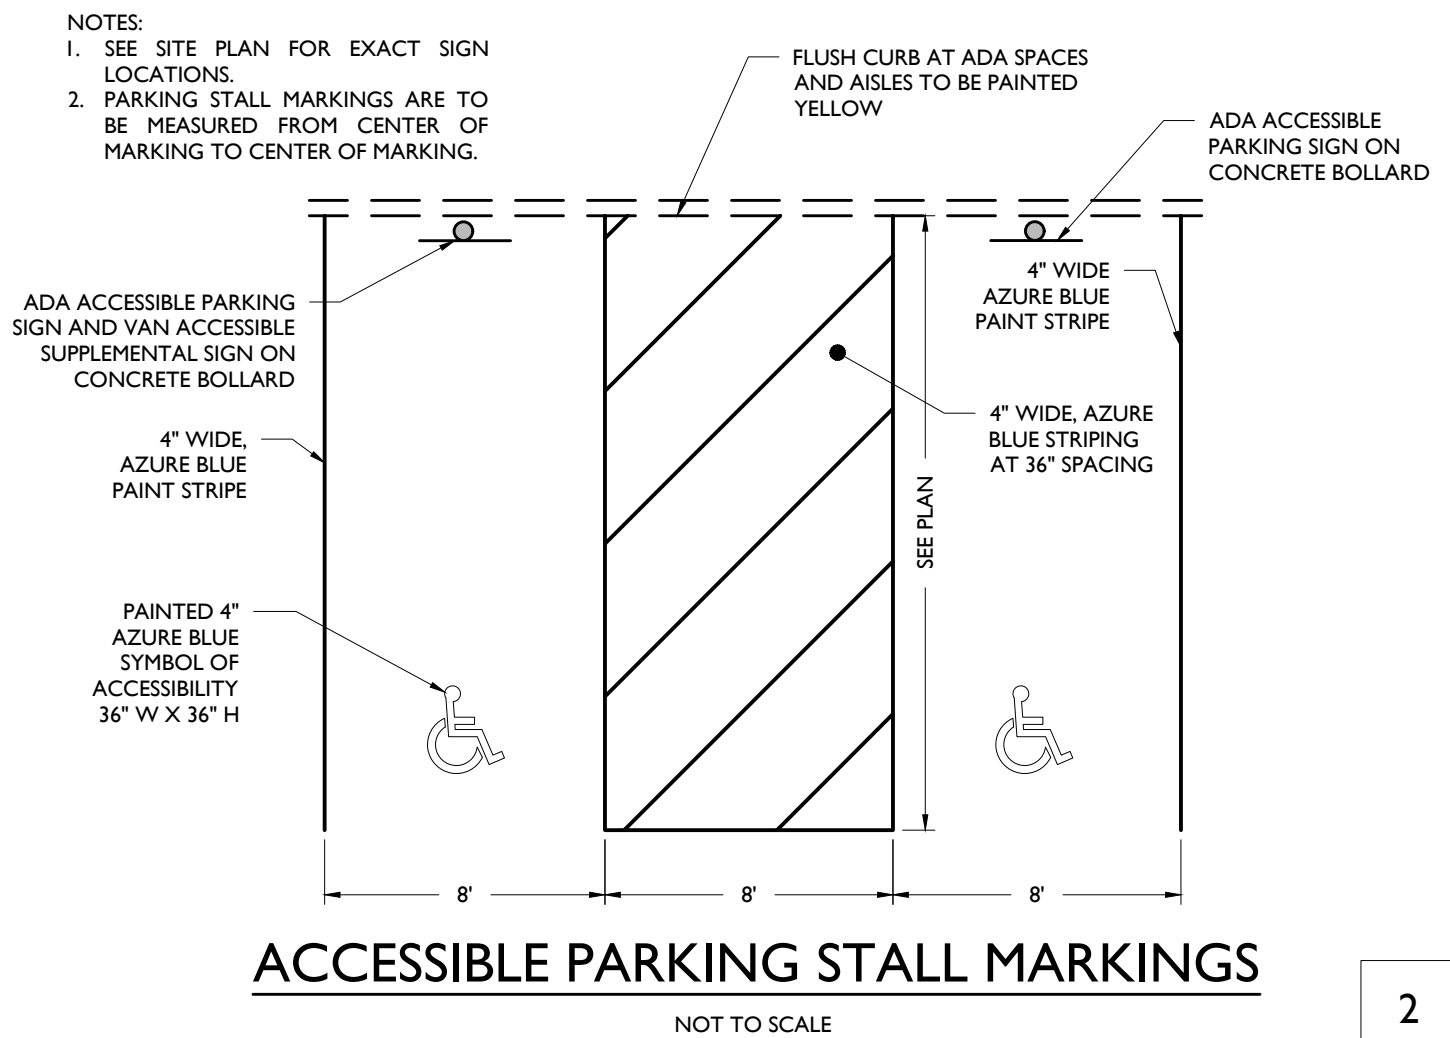 NOTES:
1. SEE SITE PLAN FOR EXACT SIGN
LOCATIONS.
2. PARKING STALL MARKINGS ARE TO
BE MEASURED FROM CENTER OF
MARKING TO CENTER OF MARKING.
FLUSH CURB AT ADA SPACES
AND AISLES TO BE PAINTED
YELLOW
ADA ACCESSIBLE
PARKING SIGN ON
CONCRETE BOLLARD
ADA ACCESSIBLE PARKING
SIGN AND VAN ACCESSIBLE
SUPPLEMENTAL SIGN ON
CONCRETE BOLLARD
4" WIDE
AZURE BLUE
PAINT STRIPE
4" WIDE,
AZURE BLUE
PAINT STRIPE
4" WIDE, AZURE
BLUE STRIPING
AT 36" SPACING
SEE PLAN
PAINTED 4"
AZURE BLUE
SYMBOL OF
ACCESSIBILITY
36" W X 36" H
8'
8'
8'
ACCESSIBLE PARKING STALL MARKINGS
NOT TO SCALE
2